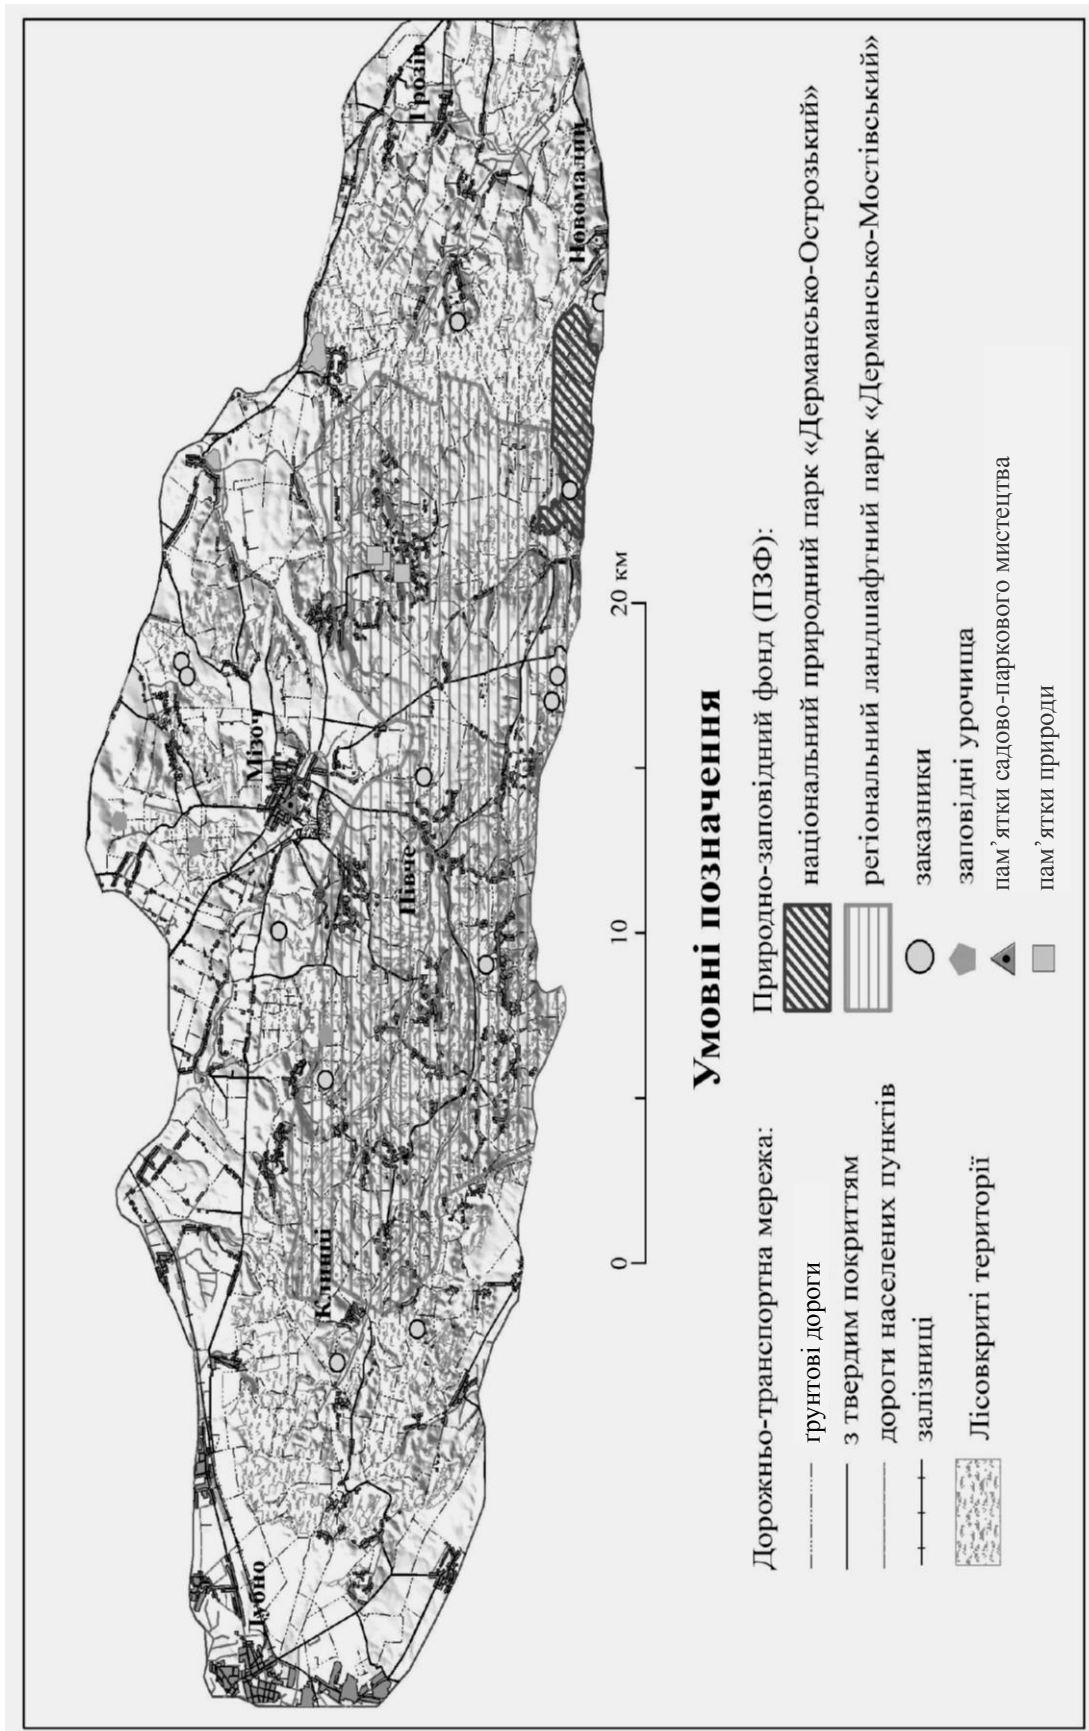 Дубно
Клинці
Мізоч
Півче
Грозів
Новомалин
0
10
20 км
Умовні позначення
Дорожньо-транспортна мережа:
ґрунтові дороги
з твердим покриттям
дороги населених пунктів
залізниці
Лісовкриті території
Природно-заповідний фонд (ПЗФ):
національний природний парк «Дермансько-Острозький»
регіональний ландшафтний парк «Дермансько-Мостівський»
заказники
заповідні урочища
пам’ятки садово-паркового мистецтва
пам’ятки природи